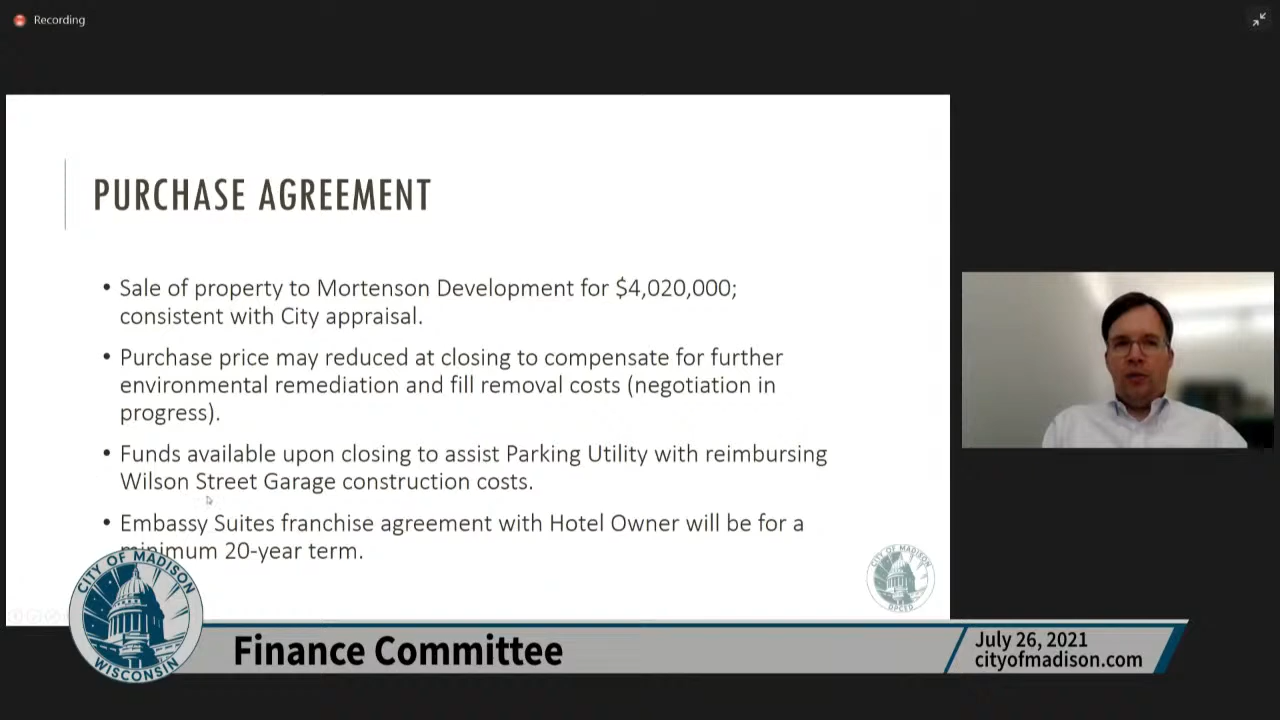 Recording
PURCHASE AGREEMENT
• Sale of property to Mortenson Development for $4,020,000;
consistent with City appraisal.
• Purchase price may reduced at closing to compensate for further
environmental remediation and fill removal costs (negotiation in
progress).
• Funds available upon closing to assist Parking Utility with reimbursing
Wilson Street Garage construction costs.
• Embassy Suites franchise agreement with Hotel Owner will be for a
minimum 20-year term.
CITY OF MADISON
DPCED
CITY OF MADISON
WISCONSIN
Finance Committee
July 26, 2021
cityofmadison.com